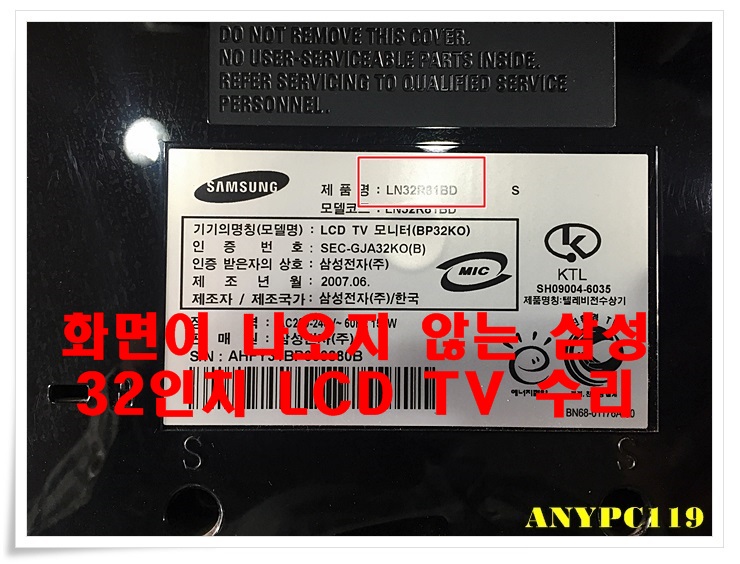 DO NOT REMOVE THIS COVER.
NO USER-SERVICEABLE PARTS INSIDE.
REFER SERVICING TO QUALIFIED SERVICE
PERSONNEL.
SAMSUNG
제 품 명 : LN32R81BD S
모델코드 : LN32R81BD
기기의명칭(모델명) : LCD TV 모니터(BP32KO)
인 증 번 호 : SEC-GJA32KO(B)
인증 받은자의 상호 : 삼성전자(주)
제 조 년 월 : 2007.06.
제조자 / 제조국가 : 삼성전자(주)/한국
MIC
KTL
SH09004-6035
제품명칭:텔레비전수상기
화면이 나오지 않는 삼성
32인치 LCD TV 수리
삼성전자(주)
S/N :
S
S
ANYPC119